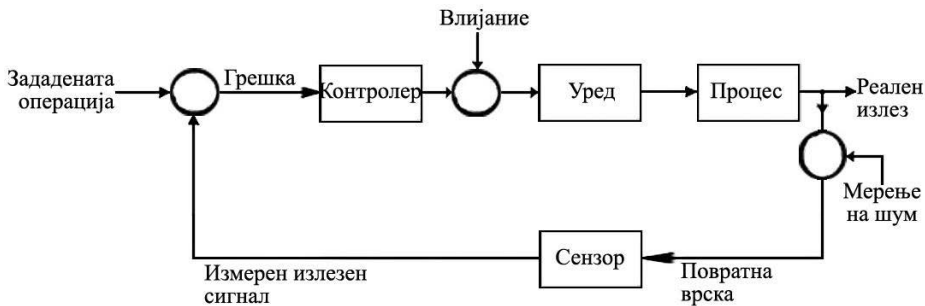 Влијание
Зададената
операција
Грешка
Контролер
Уред
Процес
Реален
излез
Мерење
на шум
Измерен излезен
сигнал
Сензор
Повратна
врска